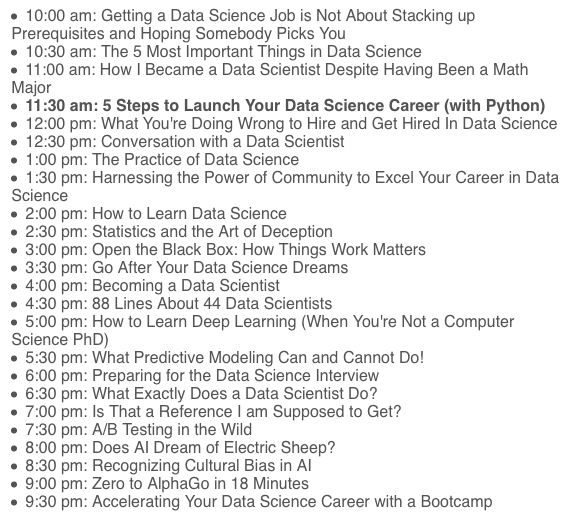 • 10:00 am: Getting a Data Science Job is Not About Stacking up
Prerequisites and Hoping Somebody Picks You
• 10:30 am: The 5 Most Important Things in Data Science
• 11:00 am: How I Became a Data Scientist Despite Having Been a Math
Major
• 11:30 am: 5 Steps to Launch Your Data Science Career (with Python)
• 12:00 pm: What You're Doing Wrong to Hire and Get Hired In Data Science
• 12:30 pm: Conversation with a Data Scientist
• 1:00 pm: The Practice of Data Science
• 1:30 pm: Harnessing the Power of Community to Excel Your Career in Data
Science
• 2:00 pm: How to Learn Data Science
• 2:30 pm: Statistics and the Art of Deception
• 3:00 pm: Open the Black Box: How Things Work Matters
• 3:30 pm: Go After Your Data Science Dreams
• 4:00 pm: Becoming a Data Scientist
• 4:30 pm: 88 Lines About 44 Data Scientists
• 5:00 pm: How to Learn Deep Learning (When You're Not a Computer
Science PhD)
• 5:30 pm: What Predictive Modeling Can and Cannot Do!
• 6:00 pm: Preparing for the Data Science Interview
• 6:30 pm: What Exactly Does a Data Scientist Do?
• 7:00 pm: Is That a Reference I am Supposed to Get?
• 7:30 pm: A/B Testing in the Wild
• 8:00 pm: Does AI Dream of Electric Sheep?
• 8:30 pm: Recognizing Cultural Bias in AI
• 9:00 pm: Zero to AlphaGo in 18 Minutes
• 9:30 pm: Accelerating Your Data Science Career with a Bootcamp